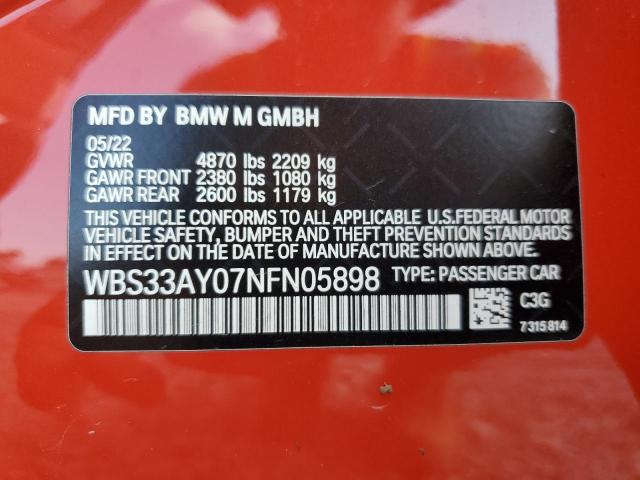 MFD BY BMW M GMBH
05/22
GVWR 4870 lbs 2209 kg
GAWR FRONT 2380 lbs 1080 kg
GAWR REAR 2600 lbs 1179 kg
THIS VEHICLE CONFORMS TO ALL APPLICABLE U.S.FEDERAL MOTOR
VEHICLE SAFETY, BUMPER AND THEFT PREVENTION
STANDARDS IN EFFECT ON THE DATE OF MANUFACTURE SHOWN ABOVE.
WBS33AY07NFN05898 TYPE: PASSENGER CAR
C3G
7315814